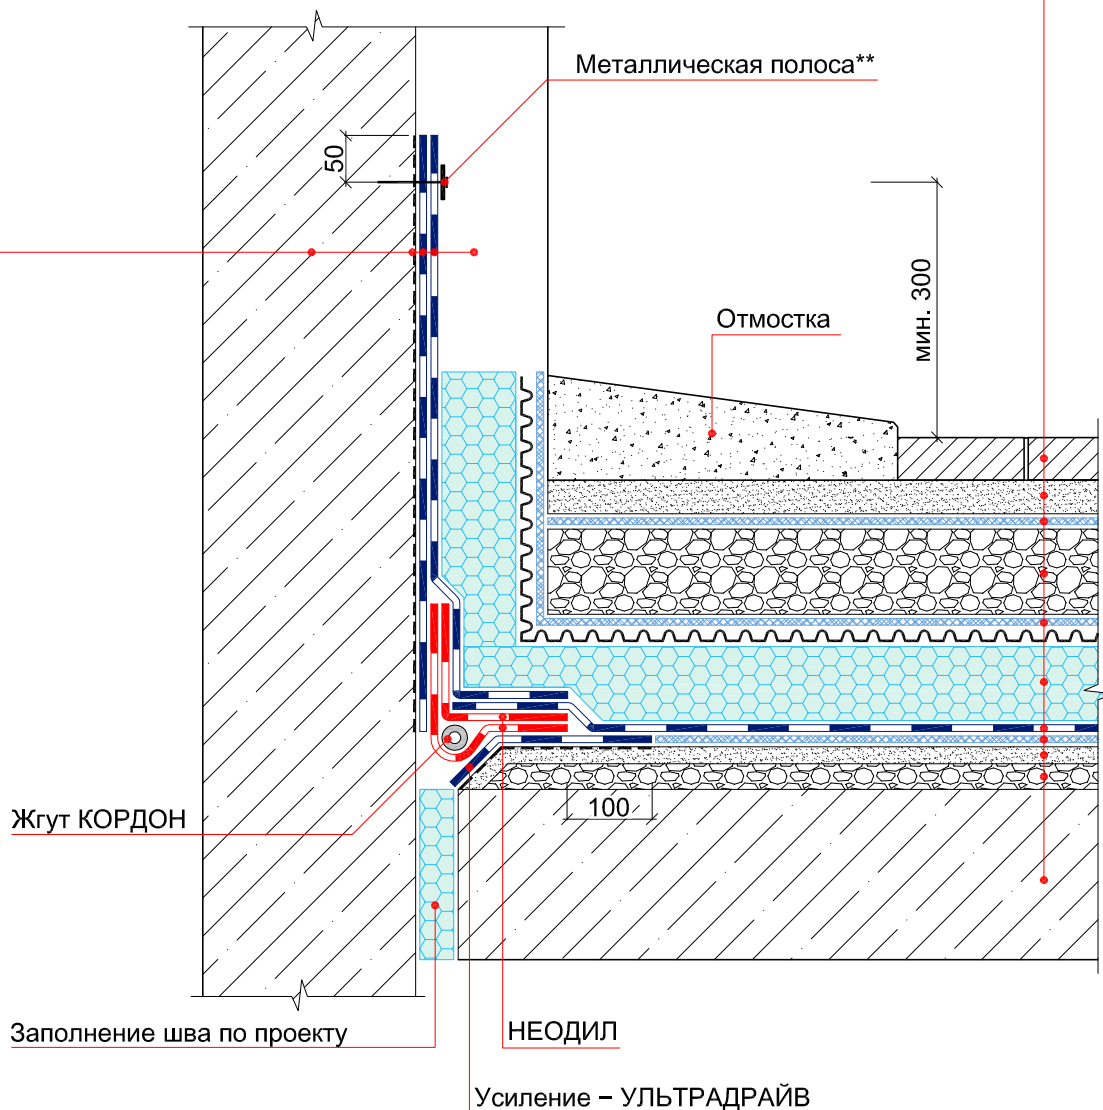 Металлическая полоса**
50
мин. 300
Отмостка
100
Жгут КОРДОН
Заполнение шва по проекту
НЕОДИЛ
Усиление – УЛЬТРАДРАЙВ